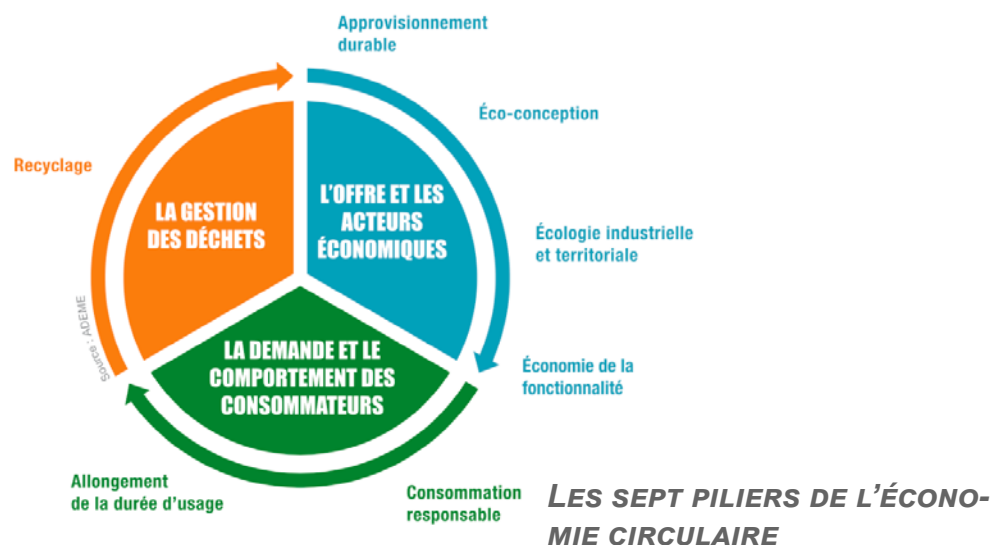 Approvisionnement
durable
Éco-conception
Recyclage
LA GESTION
DES DÉCHETS
L'OFFRE ET LES
ACTEURS
ÉCONOMIQUES
Écologie industrielle
et territoriale
Source : ADEME
LA DEMANDE ET LE
COMPORTEMENT DES
CONSOMMATEURS
Économie de la
fonctionnalité
Allongement
de la durée d'usage
Consommation
responsable
LES SEPT PILIERS DE L'ÉCONO-
MIE CIRCULAIRE